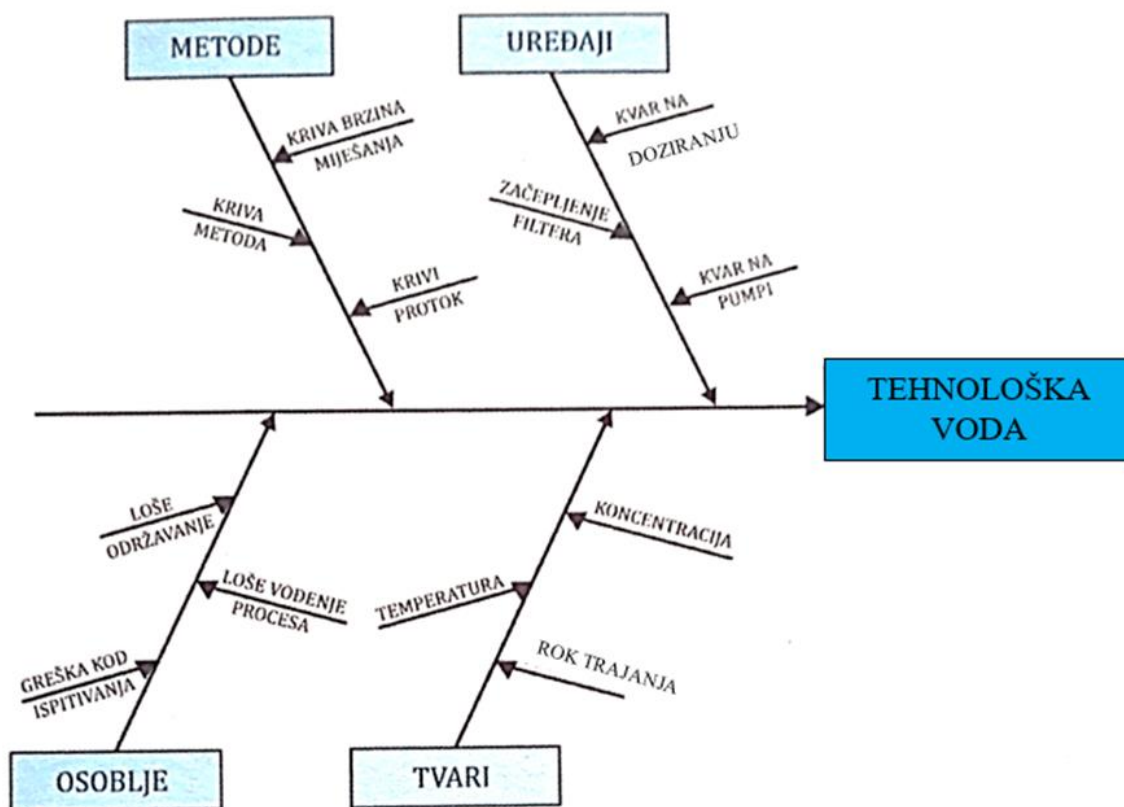 METODE
UREĐAJI
KRIVA BRZINA
MIJEŠANJA
KRIVA
METODA
KRIVI
PROTOK
KVAR NA
DOZIRANJU
ZAČEPLJENJE
FILTERA
KVAR NA
PUMPI
TEHNOLOŠKA
VODA
LOŠE
ODRŽAVANJE
LOŠE VOĐENJE
PROCESA
GREŠKA KOD
ISPITIVANJA
KONCENTRACIJA
TEMPERATURA
ROK TRAJANJA
OSOBLJE
TVARI